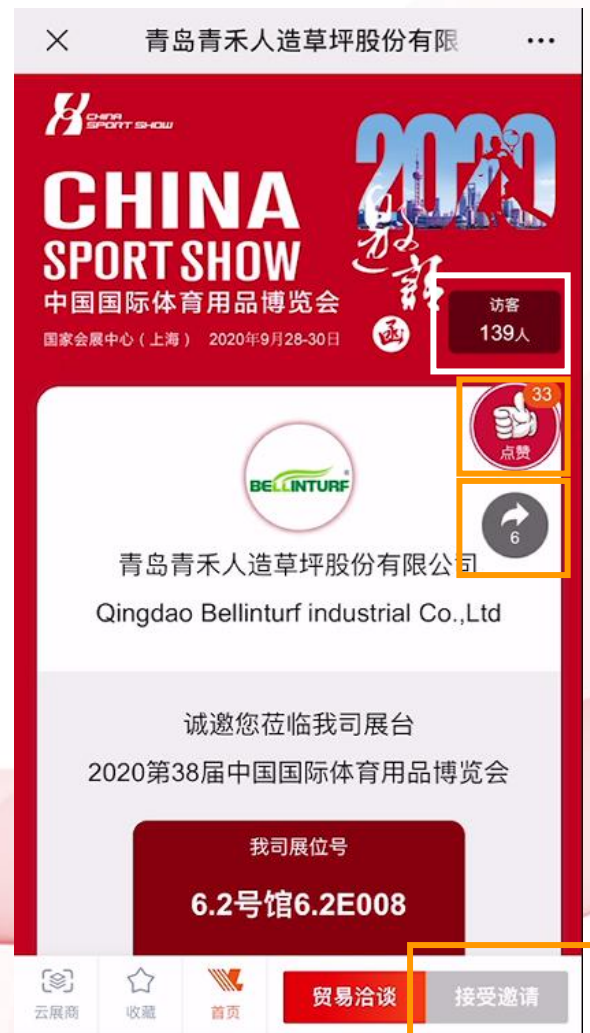 青岛青禾人造草坪股份有限
CHINA
SPORT SHOW
2020
CHINA
SPORT SHOW
邀请函
中国国际体育用品博览会
国家会展中心（上海） 2020年9月28-30日
访客
139人
33
点赞
6
BELLINTURF
青岛青禾人造草坪股份有限公司
Qingdao Bellinturf industrial Co.,Ltd
诚邀您莅临我司展台
2020第38届中国国际体育用品博览会
我司展位号
6.2号馆6.2E008
云展商
收藏
首页
贸易洽谈
接受邀请